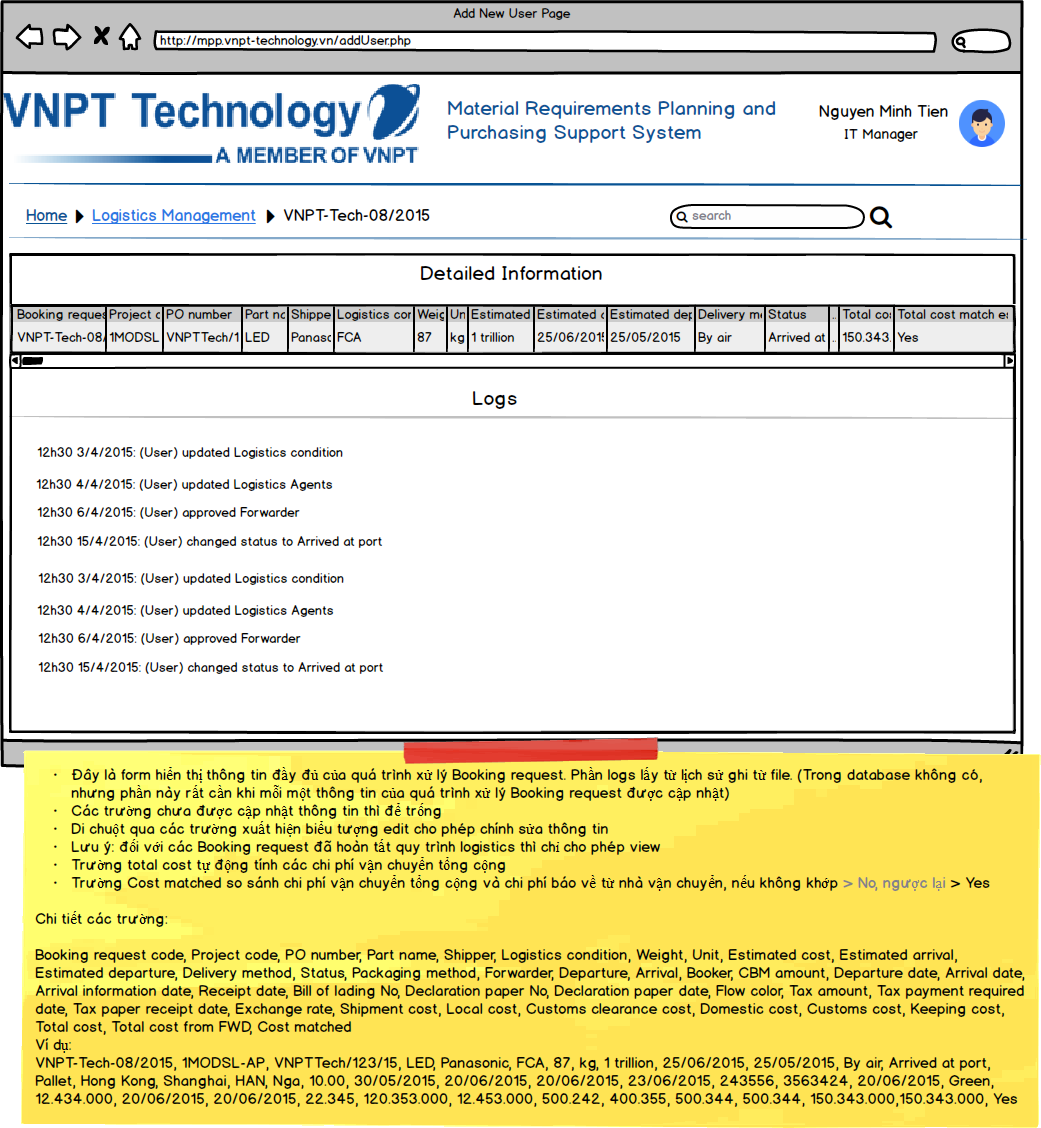 Add New User Page
http://mpp.vnpt-technology.vn/addUser.php
VNPT Technology
A MEMBER OF VNPT
Material Requirements Planning and
Purchasing Support System
Nguyen Minh Tien
IT Manager
Home Logistics Management VNPT-Tech-08/2015 search
Detailed Information
Booking reques Project c PO number Part nc Shippe Logistics cor Weig Un Estimated Estimated c Estimated dep Delivery m Status .. Total co Total cost match e
VNPT-Tech-08/ 1MODSL VNPTTech/1 LED Panasc FCA 87 kg 1 trillion 25/06/2015 25/05/2015 By air Arrived at .. 150.343. Yes
Logs
12h30 3/4/2015: (User) updated Logistics condition
12h30 4/4/2015: (User) updated Logistics Agents
12h30 6/4/2015: (User) approved Forwarder
12h30 15/4/2015: (User) changed status to Arrived at port
12h30 3/4/2015: (User) updated Logistics condition
12h30 4/4/2015: (User) updated Logistics Agents
12h30 6/4/2015: (User) approved Forwarder
12h30 15/4/2015: (User) changed status to Arrived at port
· Đây là form hiển thị thông tin đầy đủ của quá trình xử lý Booking request. Phần logs lấy từ lịch sử ghi từ file. (Trong database không có,
nhưng phần này rất cần khi mỗi một thông tin của quá trình xử lý Booking request được cập nhật)
· Các trường chưa được cập nhật thông tin thì để trống
· Di chuột qua các trường xuất hiện biểu tượng edit cho phép chỉnh sửa thông tin
· Lưu ý: đối với các Booking request đã hoàn tất quy trình logistics thì chỉ cho phép view
· Trường total cost tự động tính các chi phí vận chuyển tổng cộng
· Trường Cost matched so sánh chi phí vận chuyển tổng cộng và chi phí báo về từ nhà vận chuyển, nếu không khớp > No, ngược lại > Yes
Chi tiết các trường:
Booking request code, Project code, PO number, Part name, Shipper, Logistics condition, Weight, Unit, Estimated cost, Estimated arrival,
Estimated departure, Delivery method, Status, Packaging method, Forwarder, Departure, Arrival, Booker, CBM amount, Departure date, Arrival date,
Arrival information date, Receipt date, Bill of lading No, Declaration paper No, Declaration paper date, Flow color, Tax amount, Tax payment required
date, Tax paper receipt date, Exchange rate, Shipment cost, Local cost, Customs clearance cost, Domestic cost, Customs cost, Keeping cost,
Total cost, Total cost from FWD, Cost matched
Ví dụ:
VNPT-Tech-08/2015, 1MODSL-AP, VNPTTech/123/15, LED, Panasonic, FCA, 87, kg, 1 trillion, 25/06/2015, 25/05/2015, By air, Arrived at port,
Pallet, Hong Kong, Shanghai, HAN, Nga, 10.00, 30/05/2015, 20/06/2015, 20/06/2015, 23/06/2015, 243556, 3563424, 20/06/2015, Green,
12.434.000, 20/06/2015, 20/06/2015, 22.345, 120.353.000, 12.453.000, 500.242, 400.355, 500.344, 500.344, 150.343.000,150.343.000, Yes